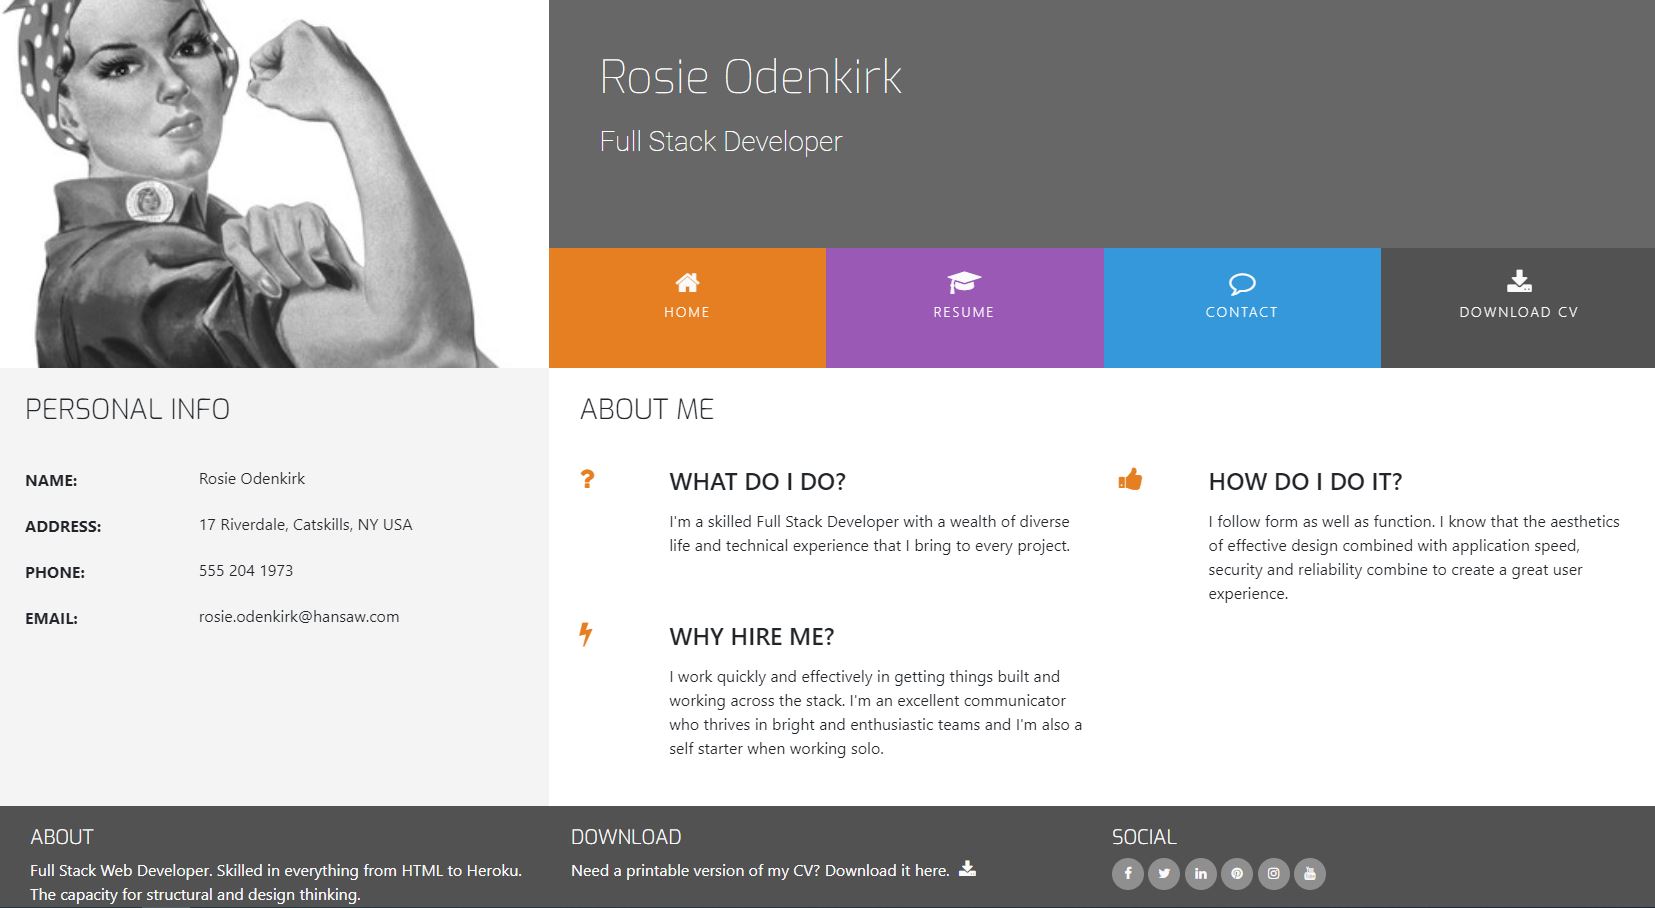 Rosie Odenkirk
Full Stack Developer
HOME
RESUME
CONTACT
DOWNLOAD CV
PERSONAL INFO
NAME:
Rosie Odenkirk
ADDRESS:
17 Riverdale, Catskills, NY USA
PHONE:
555 204 1973
EMAIL:
rosie.odenkirk@hansaw.com
ABOUT ME
WHAT DO I DO?
I'm a skilled Full Stack Developer with a wealth of diverse
life and technical experience that I bring to every project.
HOW DO I DO IT?
I follow form as well as function. I know that the aesthetics
of effective design combined with application speed,
security and reliability combine to create a great user
experience.
WHY HIRE ME?
I work quickly and effectively in getting things built and
working across the stack. I'm an excellent communicator
who thrives in bright and enthusiastic teams and I'm also a
self starter when working solo.
ABOUT
Full Stack Web Developer. Skilled in everything from HTML to Heroku.
The capacity for structural and design thinking.
DOWNLOAD
Need a printable version of my CV? Download it here.
SOCIAL